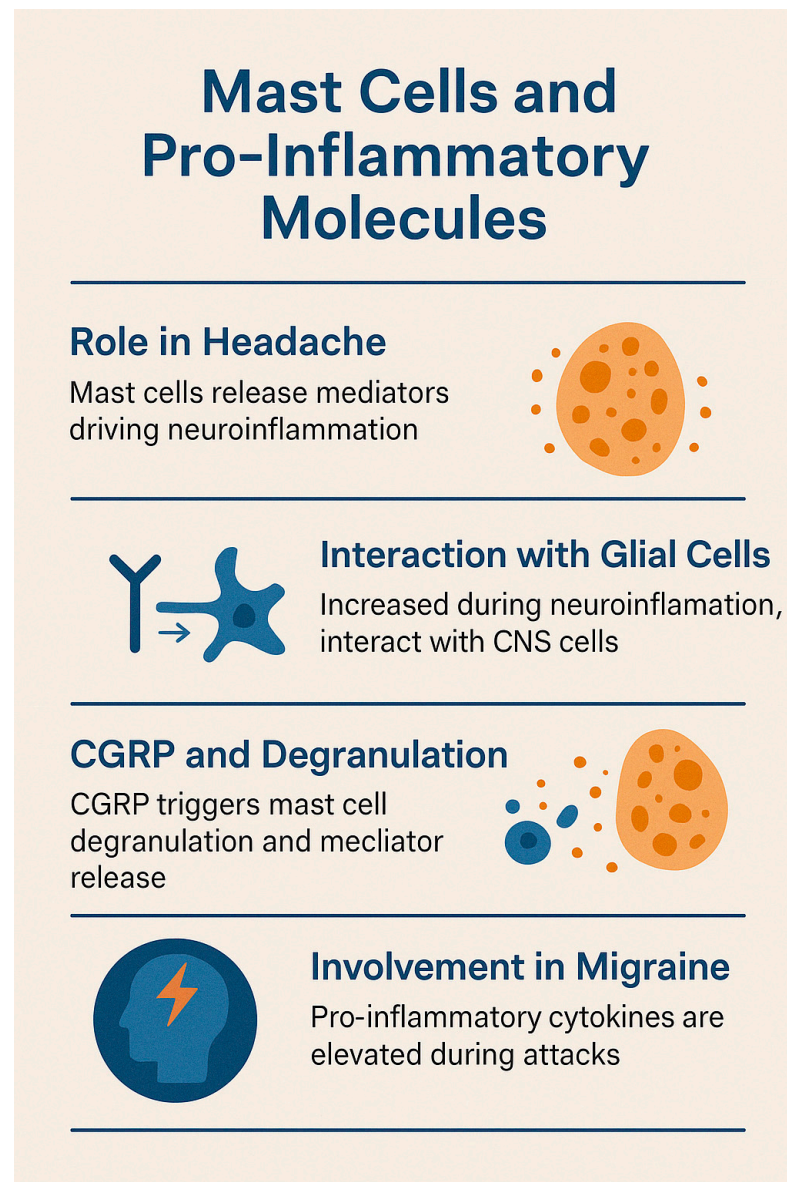 Mast Cells and
Pro-Inflammatory
Molecules
Role in Headache
Mast cells release mediators
driving neuroinflammation
Interaction with Glial Cells
Increased during neuroinflamation,
interact with CNS cells
CGRP and Degranulation
CGRP triggers mast cell
degranulation and mecliator
release
Involvement in Migraine
Pro-inflammatory cytokines are
elevated during attacks